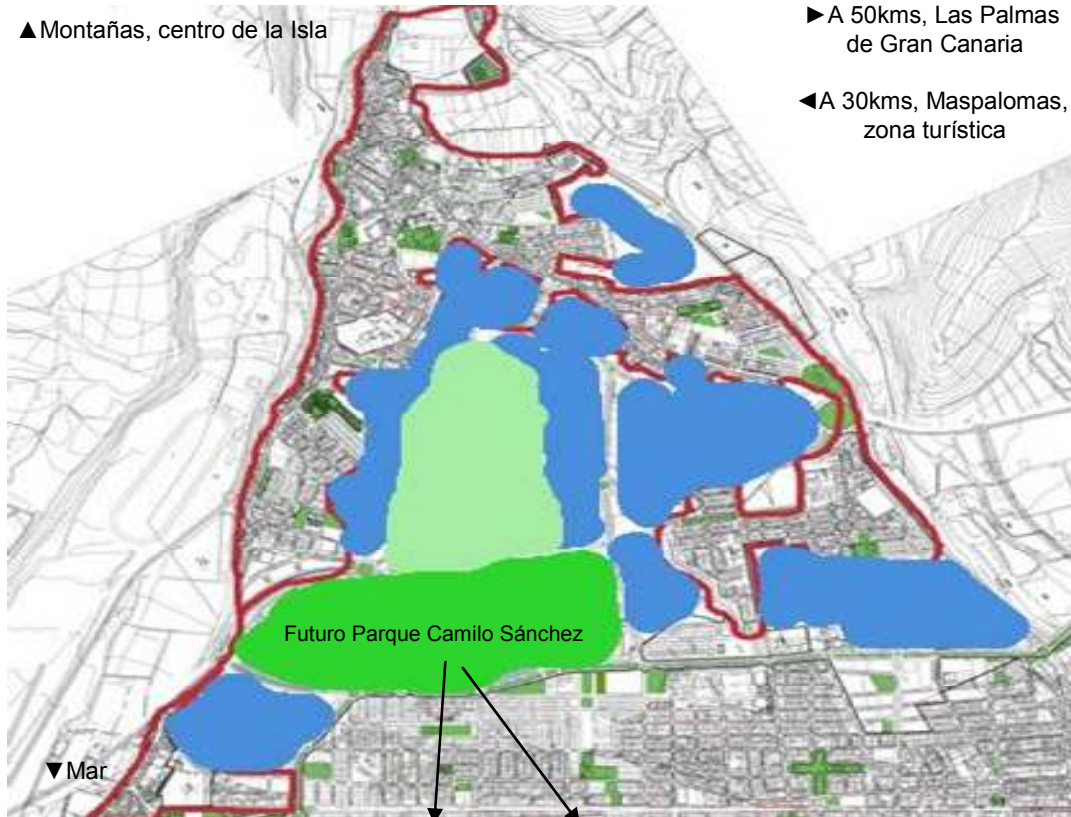 ▲Montañas, centro de la Isla
►A 50kms, Las Palmas
de Gran Canaria
◄A 30kms, Maspalomas,
zona turística
Futuro Parque Camilo Sánchez
▼Mar